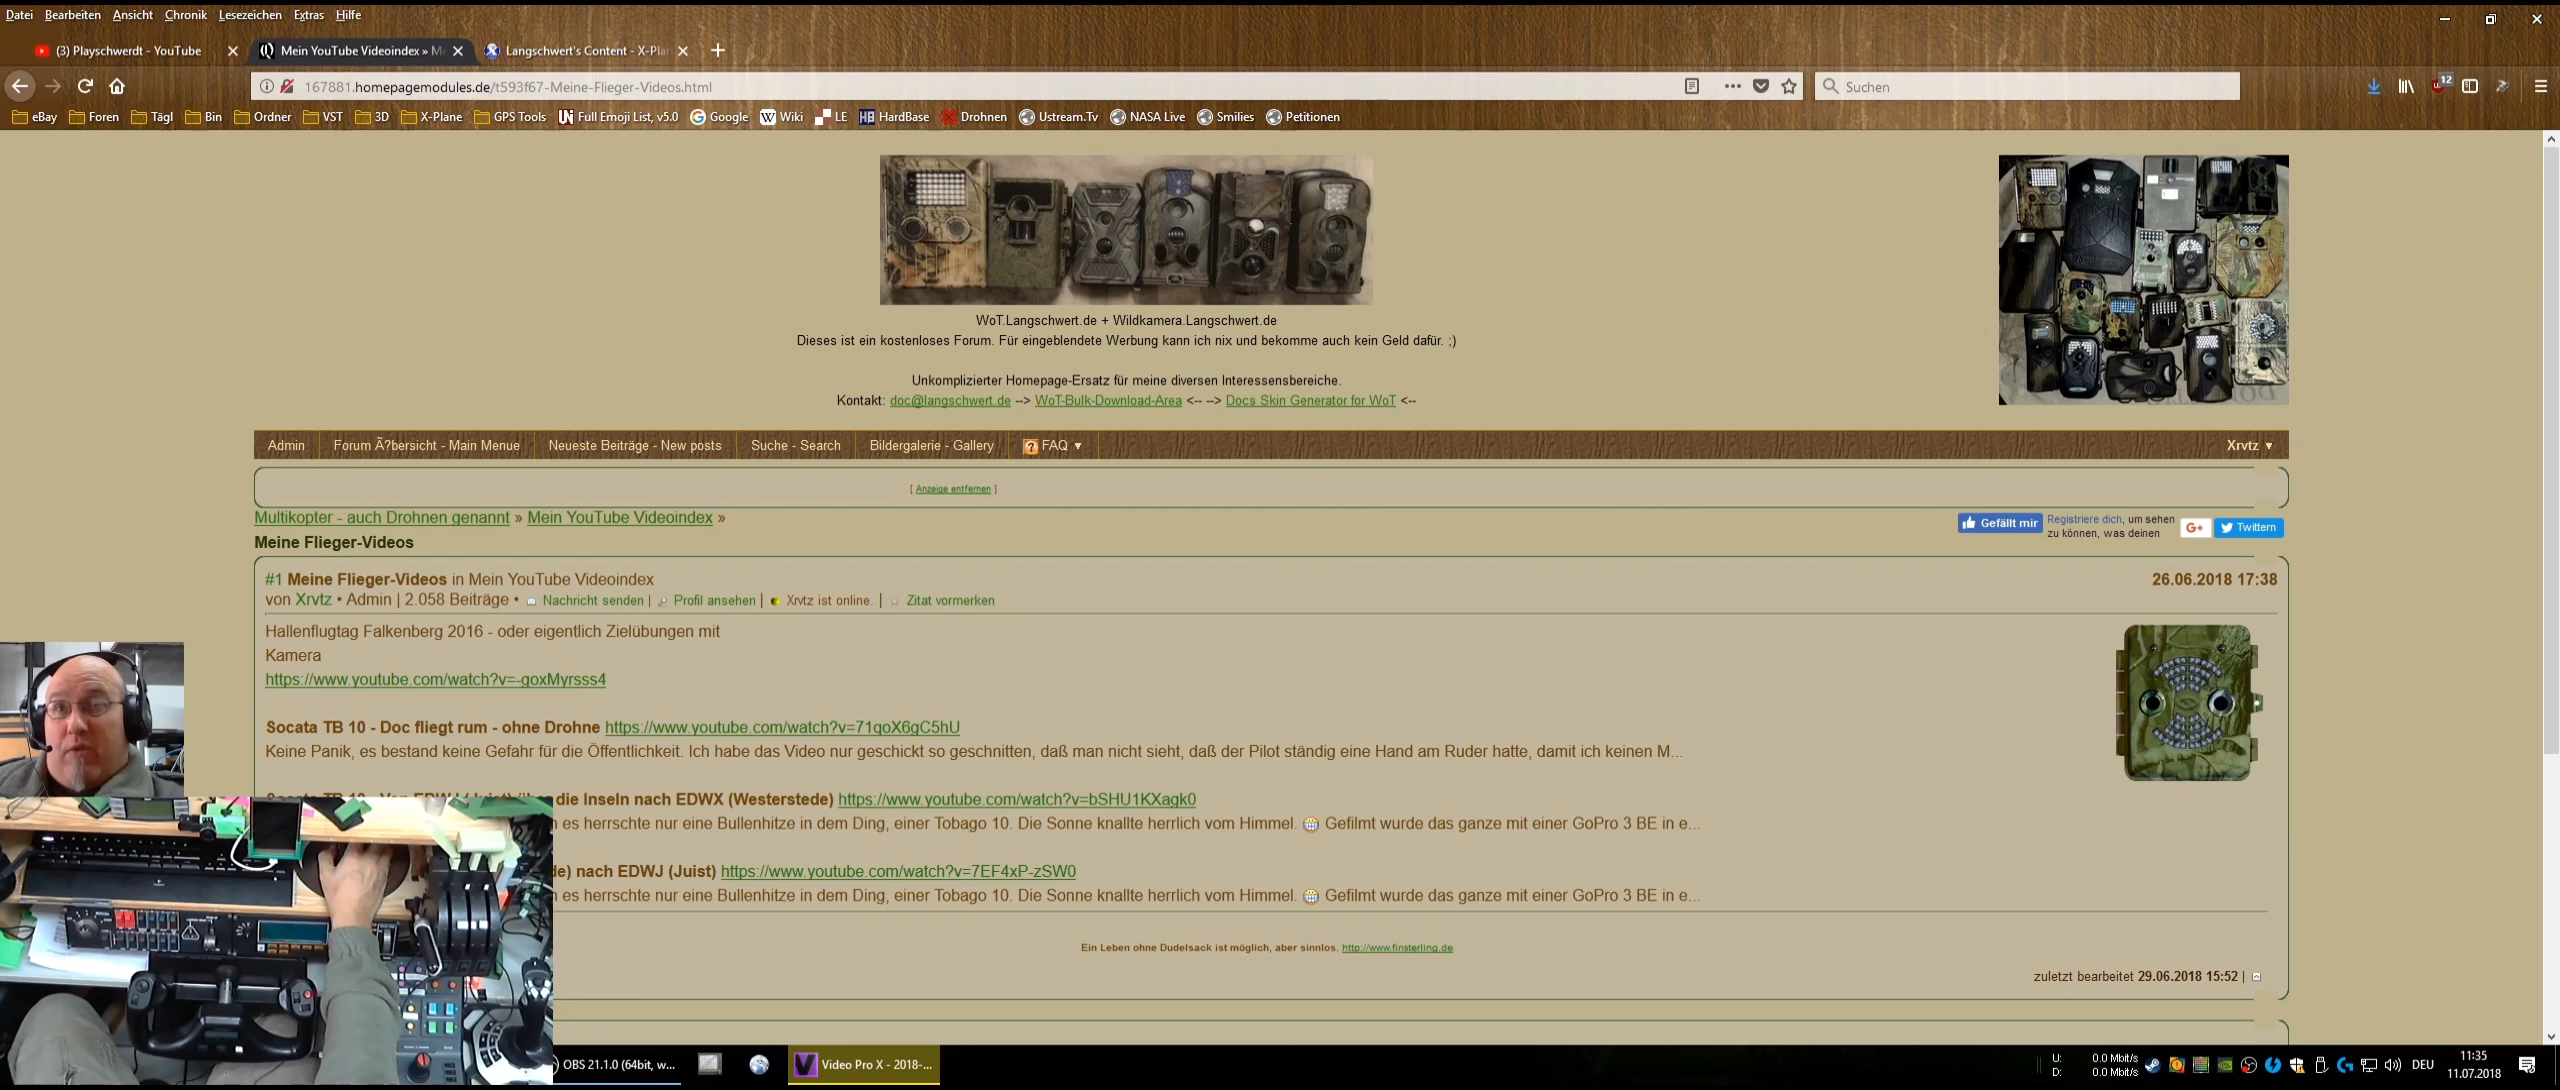 Datei Bearbeiten Ansicht Chronik Lesezeichen Extras Hilfe
(3) Playschwerdt - YouTube Mein YouTube Videoindex » Me Langschwert's Content - X-Pla
167881.homepagemodules.de/t593f67-Meine-Flieger-Videos.html Suchen 12
eBay Foren Tägl Bin Ordner VST 3D X-Plane GPS Tools Full Emoji List, v5.0 Google Wiki LE HardBase Drohnen Ustream.Tv NASA Live Smilies Petitionen
WoT.Langschwert.de + Wildkamera.Langschwert.de
Dieses ist ein kostenloses Forum. Für eingeblendete Werbung kann ich nix und bekomme auch kein Geld dafür. ;)
Unkomplizierter Homepage-Ersatz für meine diversen Interessensbereiche.
Kontakt: doc@langschwert.de --> WoT-Bulk-Download-Area <-- --> Docs Skin Generator for WoT <--
Admin Forum Ã?bersicht - Main Menue Neueste Beiträge - New posts Suche - Search Bildergalerie - Gallery FAQ ▼ Xrvtz ▼
[ Anzeige entfernen ]
Multikopter - auch Drohnen genannt » Mein YouTube Videoindex »
Gefällt mir Registriere dich, um sehen zu können, was deinen G+ Twittern
Meine Flieger-Videos
#1 Meine Flieger-Videos in Mein YouTube Videoindex 26.06.2018 17:38
von Xrvtz • Admin | 2.058 Beiträge • Nachricht senden | Profil ansehen | Xrvtz ist online. | Zitat vormerken
Hallenflugtag Falkenberg 2016 - oder eigentlich Zielübungen mit
Kamera
https://www.youtube.com/watch?v=-goxMyrsss4
Socata TB 10 - Doc fliegt rum - ohne Drohne https://www.youtube.com/watch?v=71qoX6gC5hU
Keine Panik, es bestand keine Gefahr für die Öffentlichkeit. Ich habe das Video nur geschickt so geschnitten, daß man nicht sieht, daß der Pilot ständig eine Hand am Ruder hatte, damit ich keinen M...
Socata TB 10 - Von EDWJ (Juist) über die Inseln nach EDWX (Westerstede) https://www.youtube.com/watch?v=bSHU1KXagk0
es herrschte nur eine Bullenhitze in dem Ding, einer Tobago 10. Die Sonne knallte herrlich vom Himmel. Gefilmt wurde das ganze mit einer GoPro 3 BE in e...
de) nach EDWJ (Juist) https://www.youtube.com/watch?v=7EF4xP-zSW0
es herrschte nur eine Bullenhitze in dem Ding, einer Tobago 10. Die Sonne knallte herrlich vom Himmel. Gefilmt wurde das ganze mit einer GoPro 3 BE in e...
Ein Leben ohne Dudelsack ist möglich, aber sinnlos. http://www.finsterling.de
zuletzt bearbeitet 29.06.2018 15:52 |
OBS 21.1.0 (64bit, w... Video Pro X - 2018-...
U: 0.0 Mbit/s
D: 0.0 Mbit/s
DEU
11:35
11.07.2018